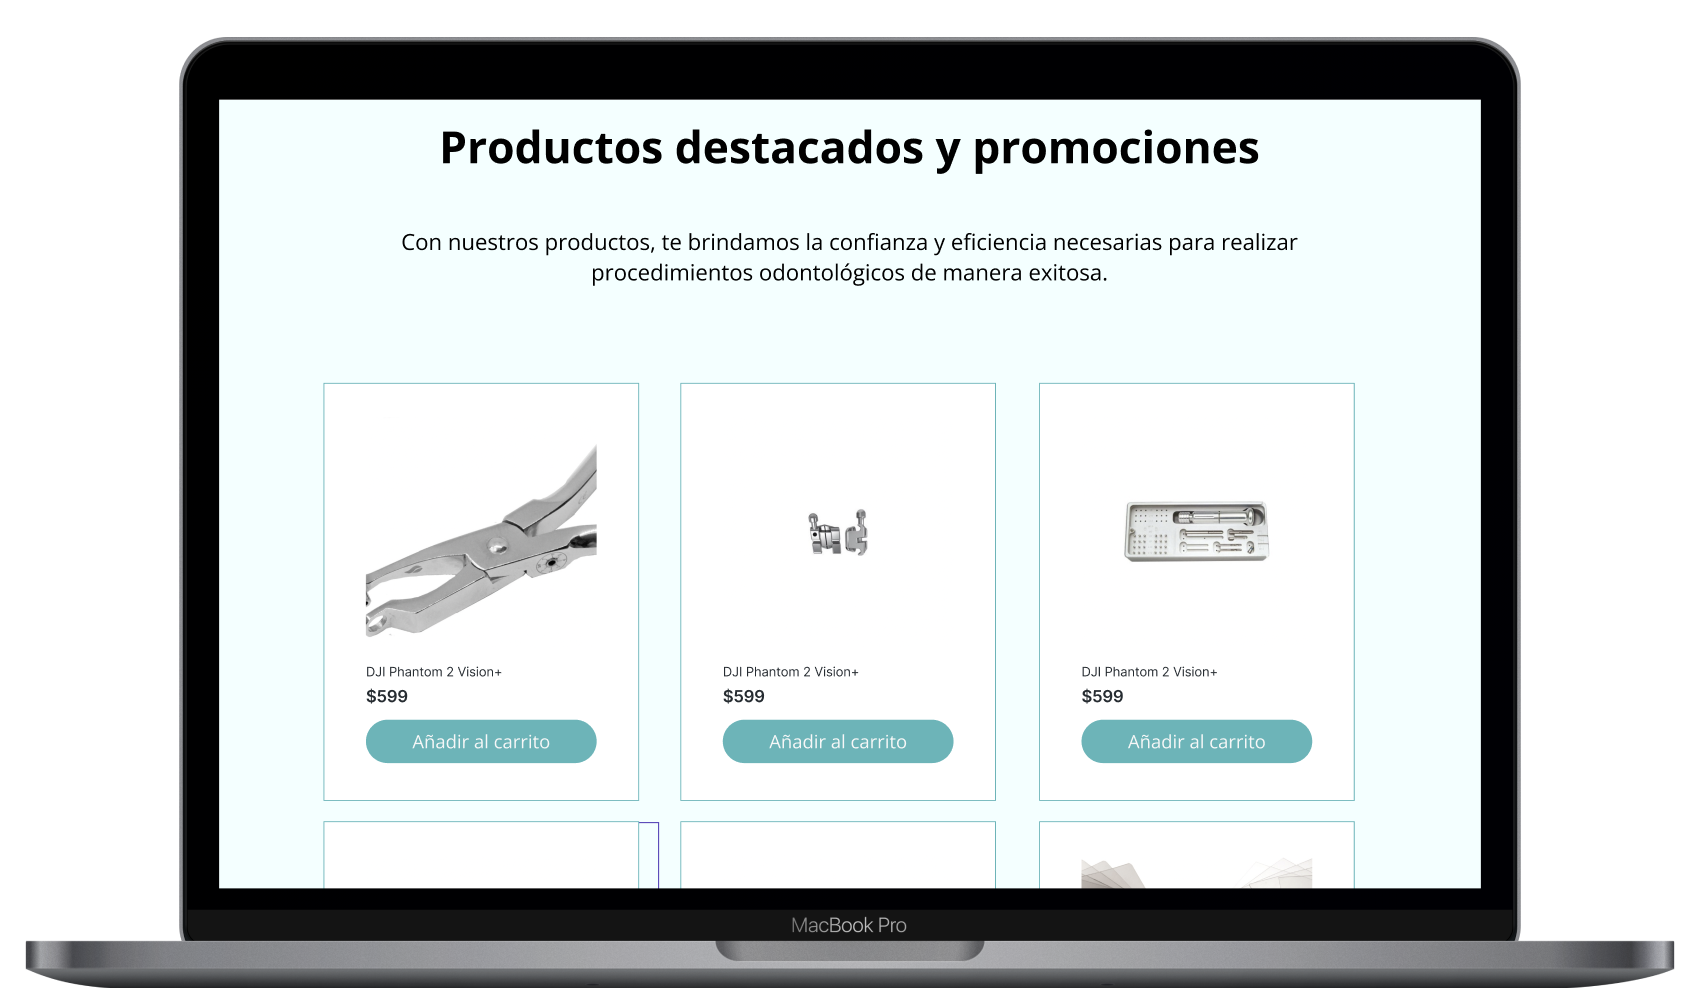 Productos destacados y promociones
Con nuestros productos, te brindamos la confianza y eficiencia necesarias para realizar
procedimientos odontológicos de manera exitosa.
DJI Phantom 2 Vision+
$599
Añadir al carrito
DJI Phantom 2 Vision+
$599
Añadir al carrito
DJI Phantom 2 Vision+
$599
Añadir al carrito
MacBook Pro